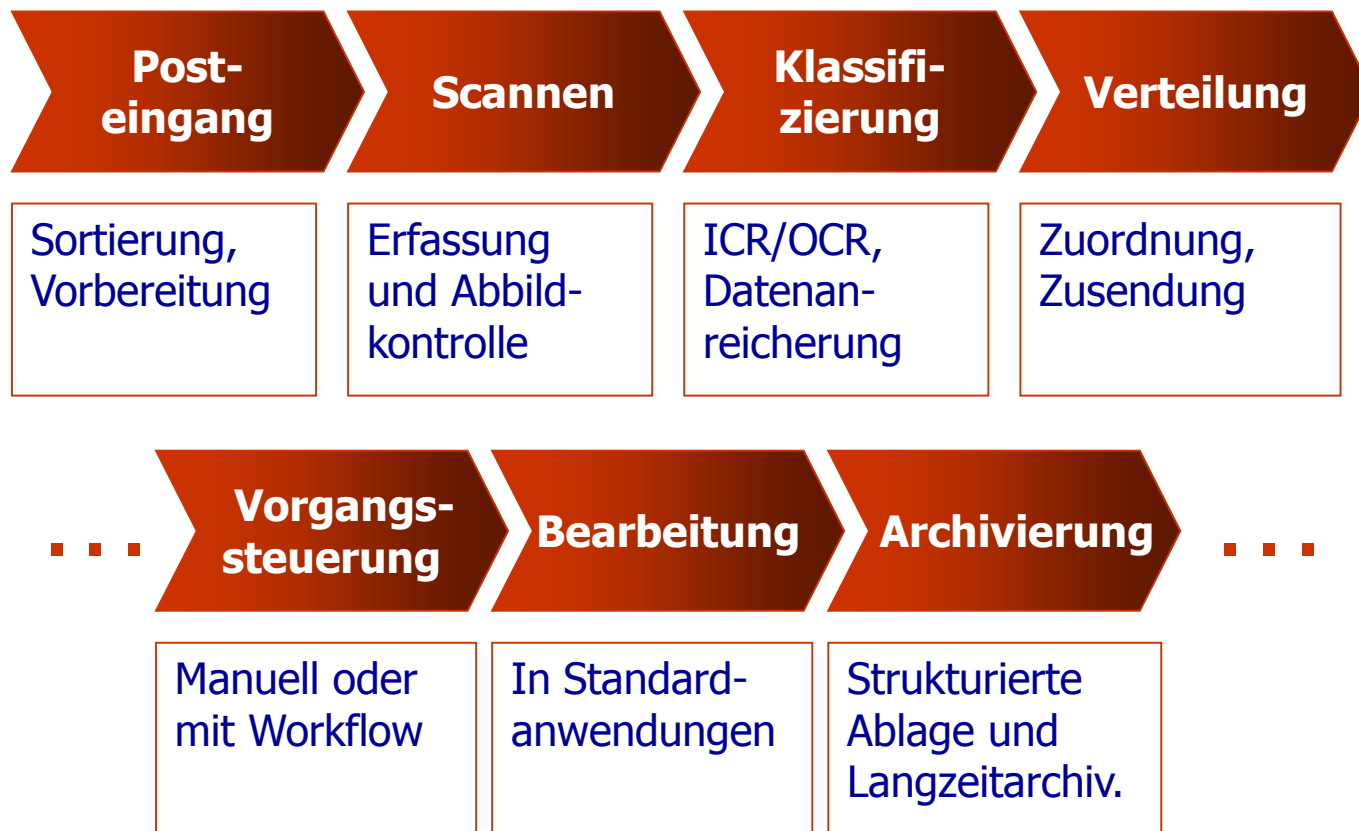 Post-
eingang
Scannen
Klassifi-
zierung
Verteilung
Sortierung,
Vorbereitung
Erfassung
und Abbild-
kontrolle
ICR/OCR,
Datenan-
reicherung
Zuordnung,
Zusendung
...
Vorgangs-
steuerung
Bearbeitung
Archivierung
...
Manuell oder
mit Workflow
In Standard-
anwendungen
Strukturierte
Ablage und
Langzeitarchiv.